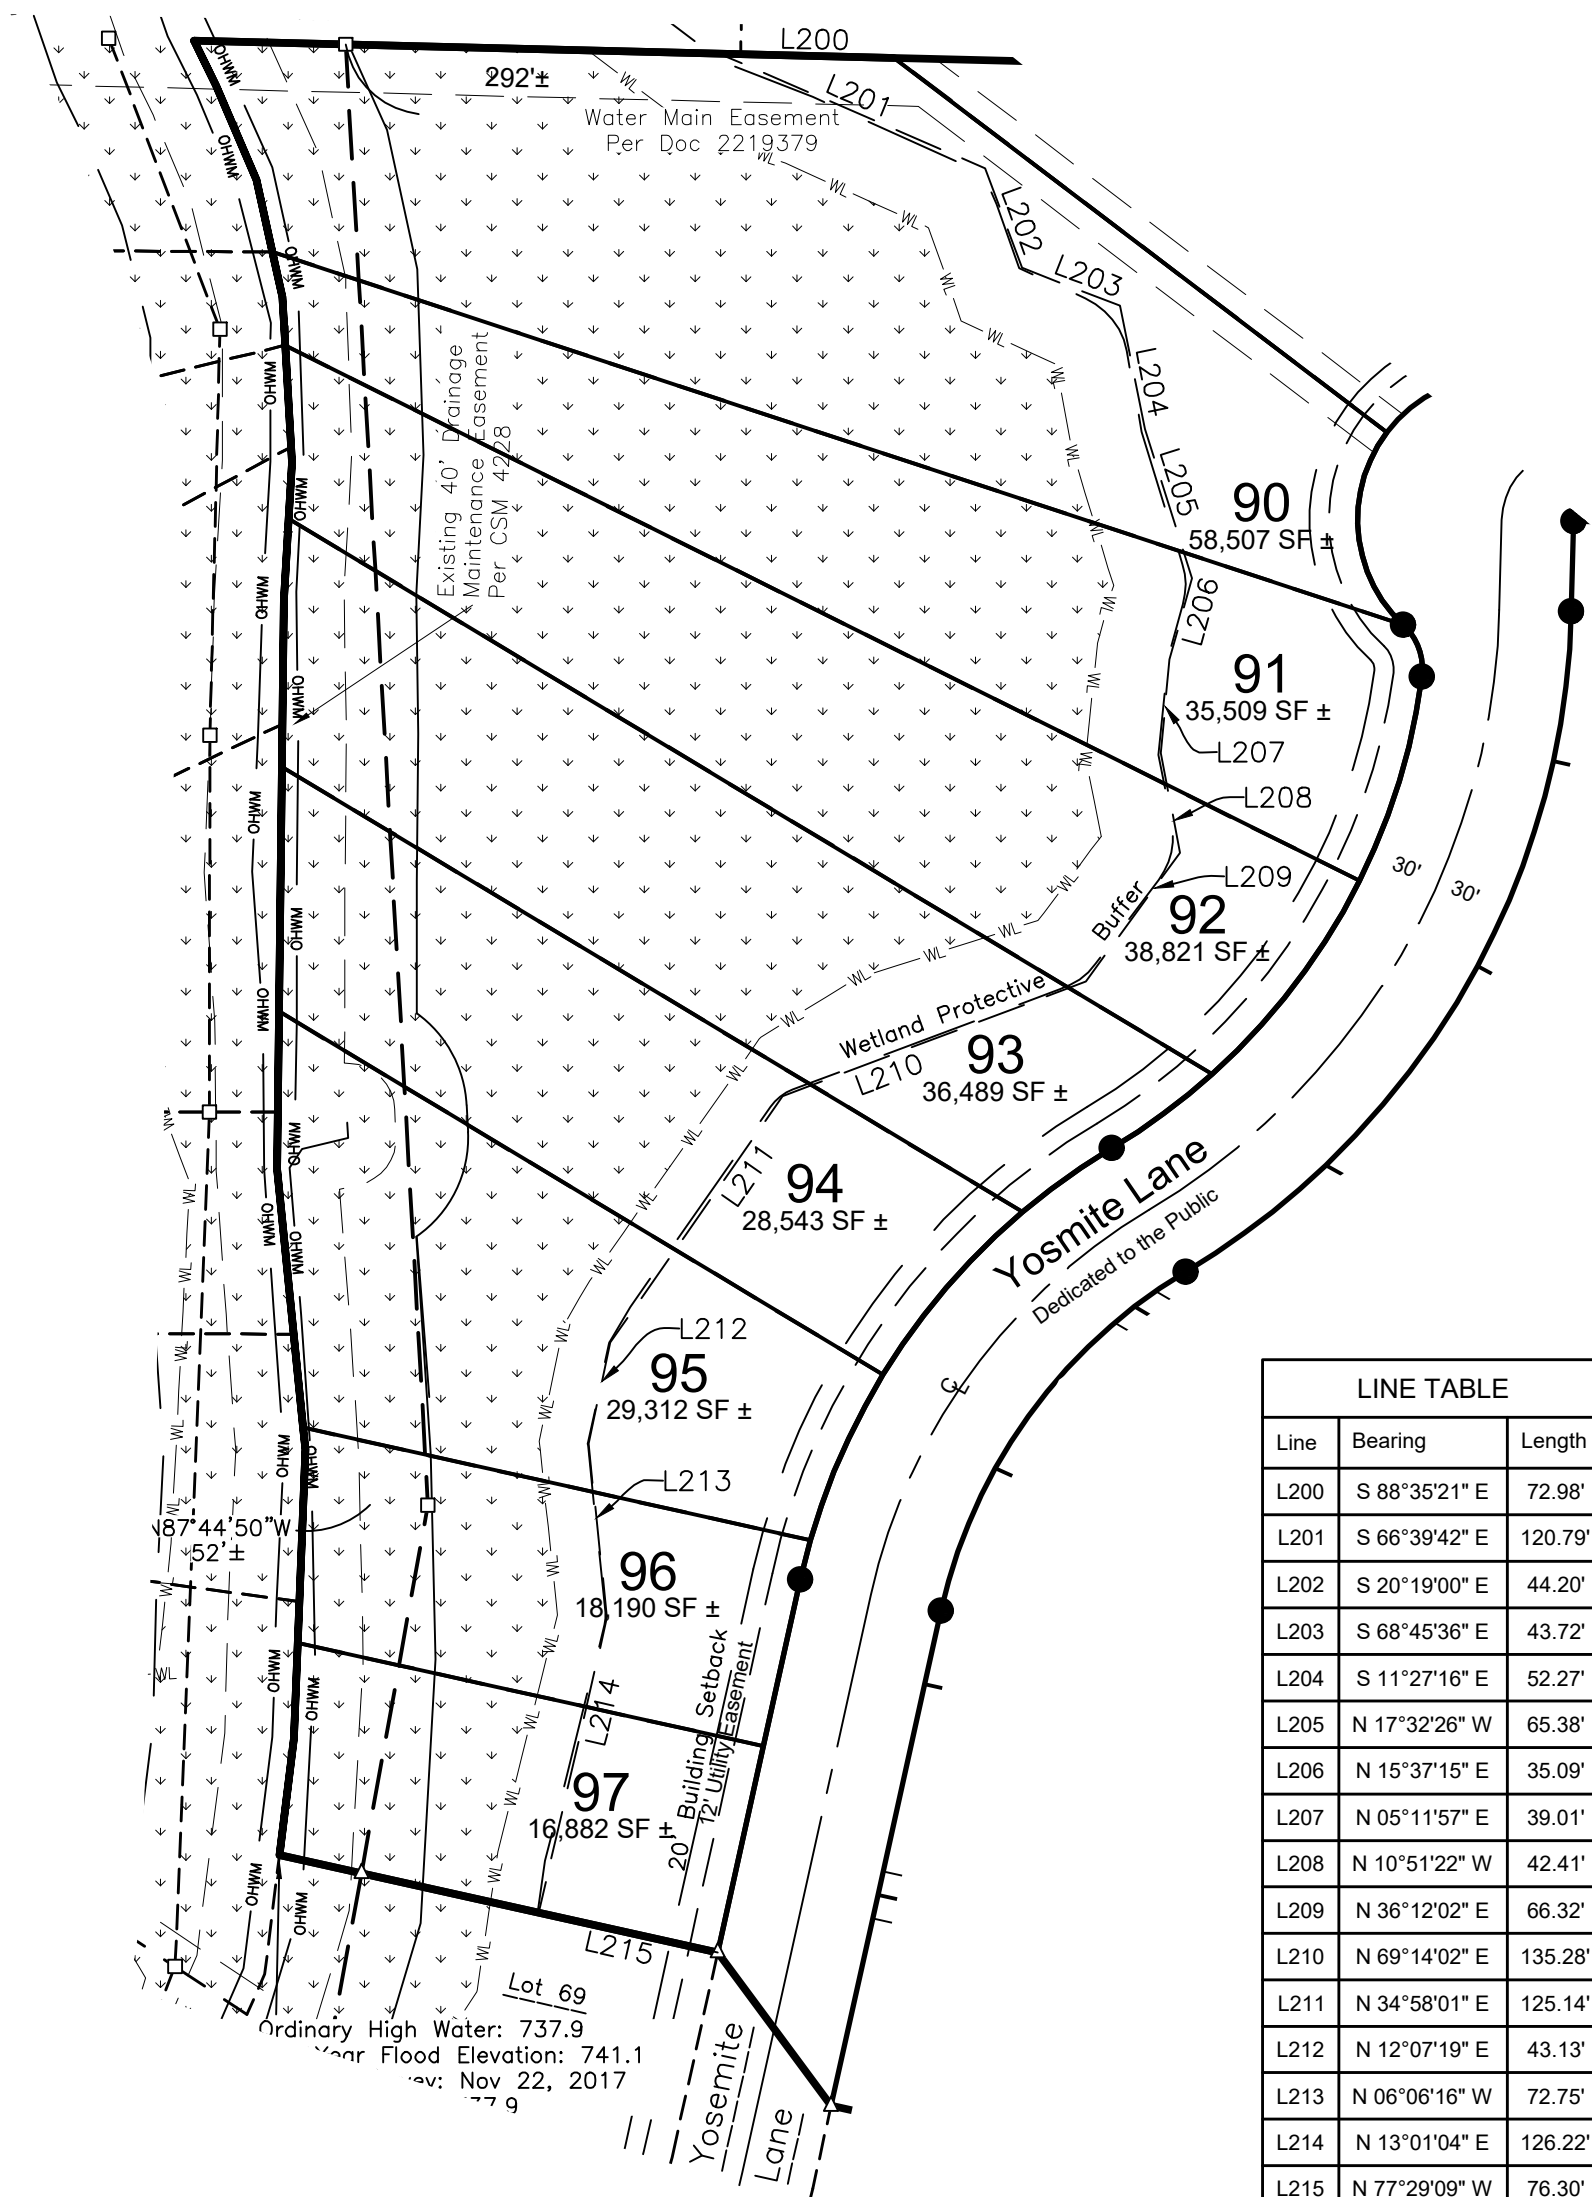 L200
292'±
L201
Water Main Easement
Per Doc 2219379
L202
L203
L204
L205
Existing 40' Drainage
Maintenance Easement
Per CSM 4228
90
58,507 SF ±
L206
91
35,509 SF ±
L207
L208
L209
92
38,821 SF ±
30'
30'
Wetland Protective Buffer
L210
93
36,489 SF ±
L211
94
28,543 SF ±
Yosmite Lane
Dedicated to the Public
L212
95
29,312 SF ±
L213
N87°44'50"W
52'±
96
18,190 SF ±
L214
20' Building Setback
12' Utility Easement
97
16,882 SF ±
L215
Lot 69
Ordinary High Water: 737.9
Year Flood Elevation: 741.1
Nov 22, 2017
Yosemite
Lane
OHWM
WL
CL
LINE TABLE
Line Bearing Length
L200 S 88°35'21" E 72.98'
L201 S 66°39'42" E 120.79'
L202 S 20°19'00" E 44.20'
L203 S 68°45'36" E 43.72'
L204 S 11°27'16" E 52.27'
L205 N 17°32'26" W 65.38'
L206 N 15°37'15" E 35.09'
L207 N 05°11'57" E 39.01'
L208 N 10°51'22" W 42.41'
L209 N 36°12'02" E 66.32'
L210 N 69°14'02" E 135.28'
L211 N 34°58'01" E 125.14'
L212 N 12°07'19" E 43.13'
L213 N 06°06'16" W 72.75'
L214 N 13°01'04" E 126.22'
L215 N 77°29'09" W 76.30'